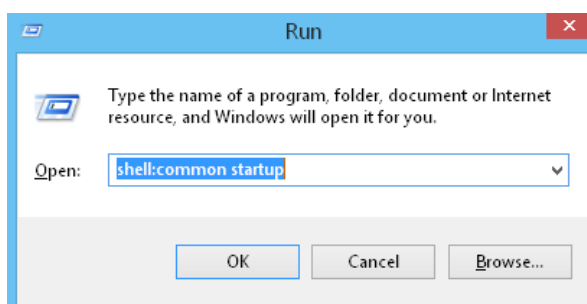 Run
Type the name of a program, folder, document or Internet
resource, and Windows will open it for you.
Open: shell:common startup
OK Cancel Browse...